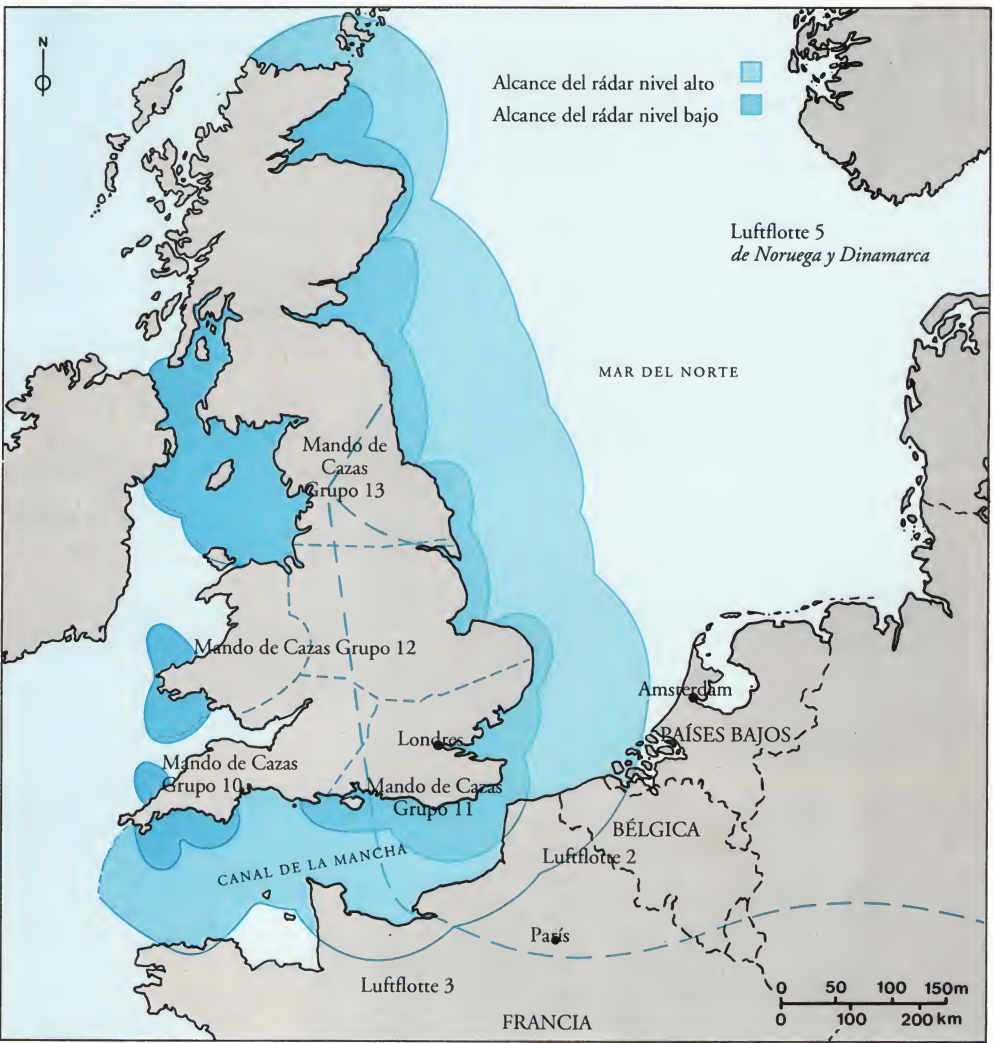 N
Alcance del rádar nivel alto
Alcance del rádar nivel bajo
Luftflotte 5
de Noruega y Dinamarca
MAR DEL NORTE
Mando de
Cazas
Grupo 13
Mando de Cazas Grupo 12
Amsterdam
PAÍSES BAJOS
Londres
Mando de Cazas
Grupo 10
Mando de Cazas
Grupo 11
BÉLGICA
CANAL DE LA MANCHA
Luftflotte 2
París
Luftflotte 3
FRANCIA
0 50 100 150m
0 100 200 km